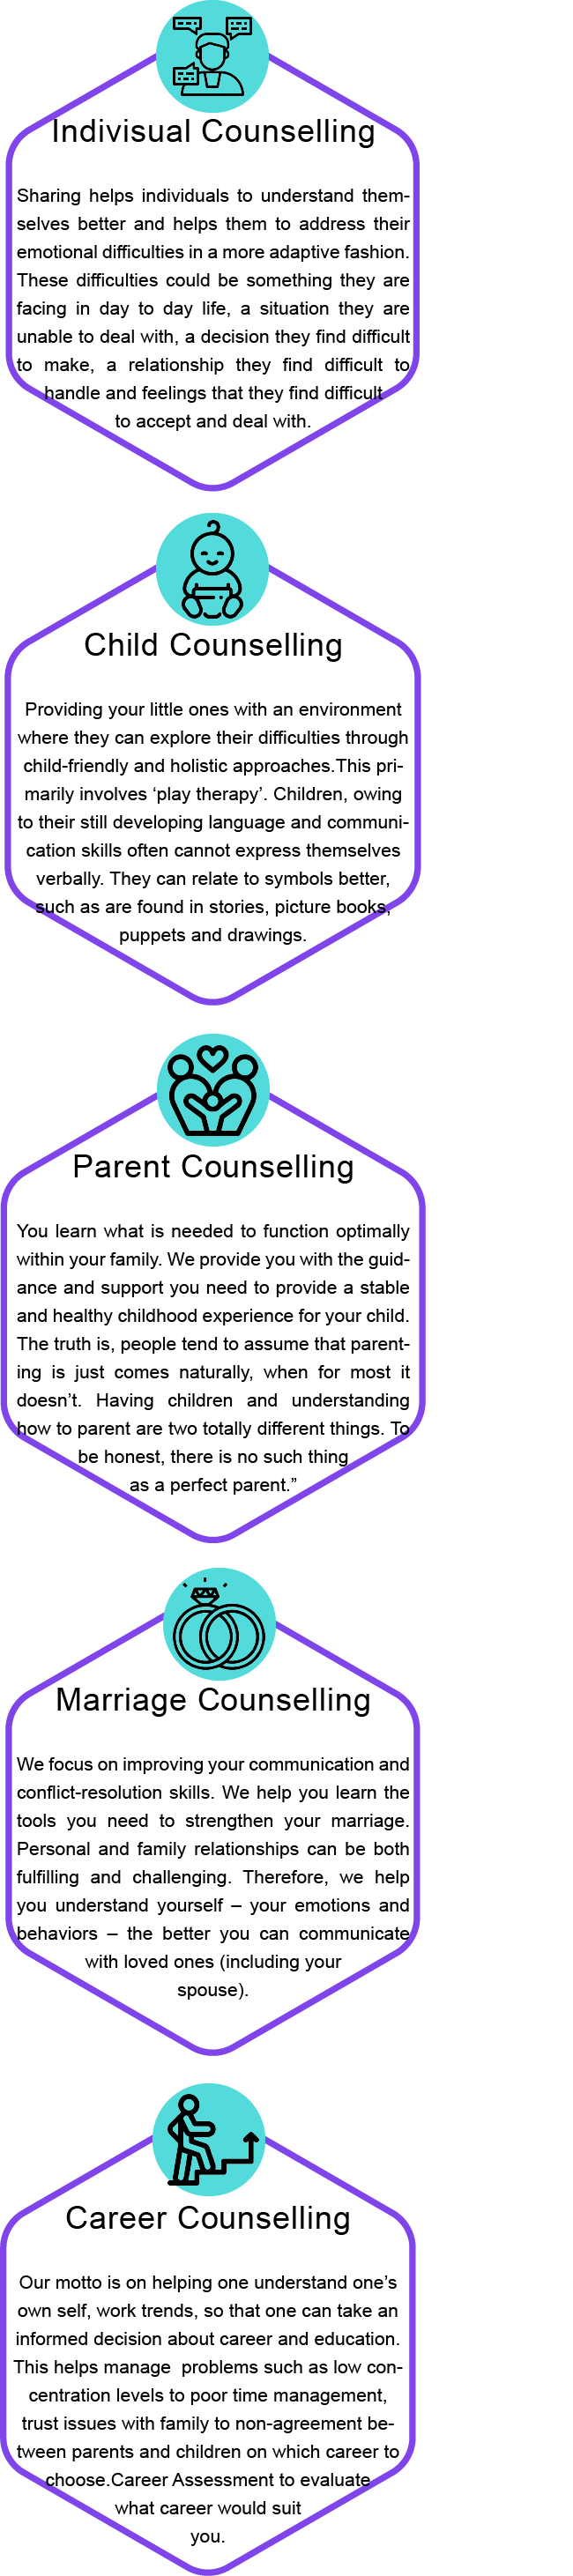 Indivisual Counselling
Sharing helps individuals to understand them-
selves better and helps them to address their
emotional difficulties in a more adaptive fashion.
These difficulties could be something they are
facing in day to day life, a situation they are
unable to deal with, a decision they find difficult
to make, a relationship they find difficult to
handle and feelings that they find difficult
to accept and deal with.
Child Counselling
Providing your little ones with an environment
where they can explore their difficulties through
child-friendly and holistic approaches.This pri-
marily involves ‘play therapy’. Children, owing
to their still developing language and communi-
cation skills often cannot express themselves
verbally. They can relate to symbols better,
such as are found in stories, picture books,
puppets and drawings.
Parent Counselling
You learn what is needed to function optimally
within your family. We provide you with the guid-
ance and support you need to provide a stable
and healthy childhood experience for your child.
The truth is, people tend to assume that parent-
ing is just comes naturally, when for most it
doesn’t. Having children and understanding
how to parent are two totally different things. To
be honest, there is no such thing
as a perfect parent.”
Marriage Counselling
We focus on improving your communication and
conflict-resolution skills. We help you learn the
tools you need to strengthen your marriage.
Personal and family relationships can be both
fulfilling and challenging. Therefore, we help
you understand yourself – your emotions and
behaviors – the better you can communicate
with loved ones (including your
spouse).
Career Counselling
Our motto is on helping one understand one’s
own self, work trends, so that one can take an
informed decision about career and education.
This helps manage  problems such as low con-
centration levels to poor time management,
trust issues with family to non-agreement be-
tween parents and children on which career to
choose.Career Assessment to evaluate
what career would suit
you.